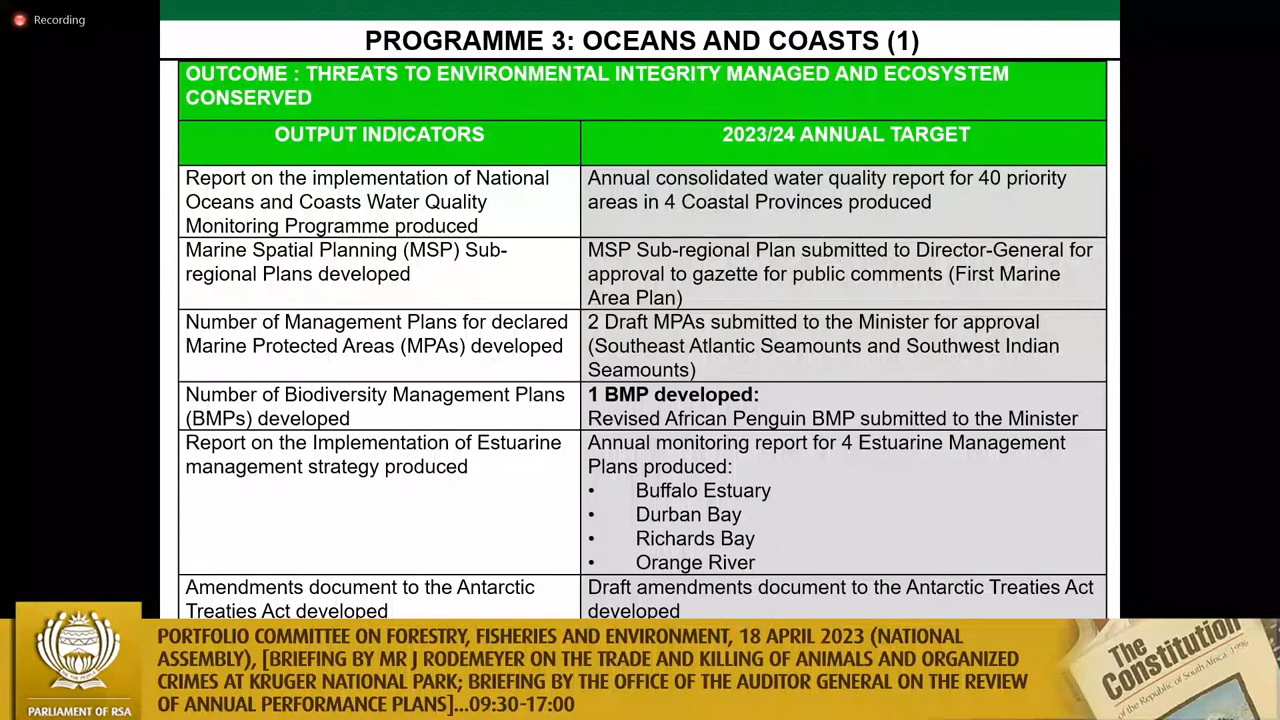 Recording
PROGRAMME 3: OCEANS AND COASTS (1)
OUTCOME : THREATS TO ENVIRONMENTAL INTEGRITY MANAGED AND ECOSYSTEM
CONSERVED
OUTPUT INDICATORS
2023/24 ANNUAL TARGET
Report on the implementation of National
Oceans and Coasts Water Quality
Monitoring Programme produced
Annual consolidated water quality report for 40 priority
areas in 4 Coastal Provinces produced
Marine Spatial Planning (MSP) Sub-
regional Plans developed
MSP Sub-regional Plan submitted to Director-General for
approval to gazette for public comments (First Marine
Area Plan)
Number of Management Plans for declared
Marine Protected Areas (MPAs) developed
2 Draft MPAs submitted to the Minister for approval
(Southeast Atlantic Seamounts and Southwest Indian
Seamounts)
Number of Biodiversity Management Plans
(BMPs) developed
1 BMP developed:
Revised African Penguin BMP submitted to the Minister
Report on the Implementation of Estuarine
management strategy produced
Annual monitoring report for 4 Estuarine Management
Plans produced:
• Buffalo Estuary
• Durban Bay
• Richards Bay
• Orange River
Amendments document to the Antarctic
Treaties Act developed
Draft amendments document to the Antarctic Treaties Act
developed
PARLIAMENT OF RSA
PORTFOLIO COMMITTEE ON FORESTRY, FISHERIES AND ENVIRONMENT, 18 APRIL 2023 (NATIONAL
ASSEMBLY), [BRIEFING BY MR J RODEMEYER ON THE TRADE AND KILLING OF ANIMALS AND ORGANIZED
CRIMES AT KRUGER NATIONAL PARK; BRIEFING BY THE OFFICE OF THE AUDITOR GENERAL ON THE REVIEW
OF ANNUAL PERFORMANCE PLANS]...09:30-17:00
The
Constitution
of the Republic of South Africa 1996